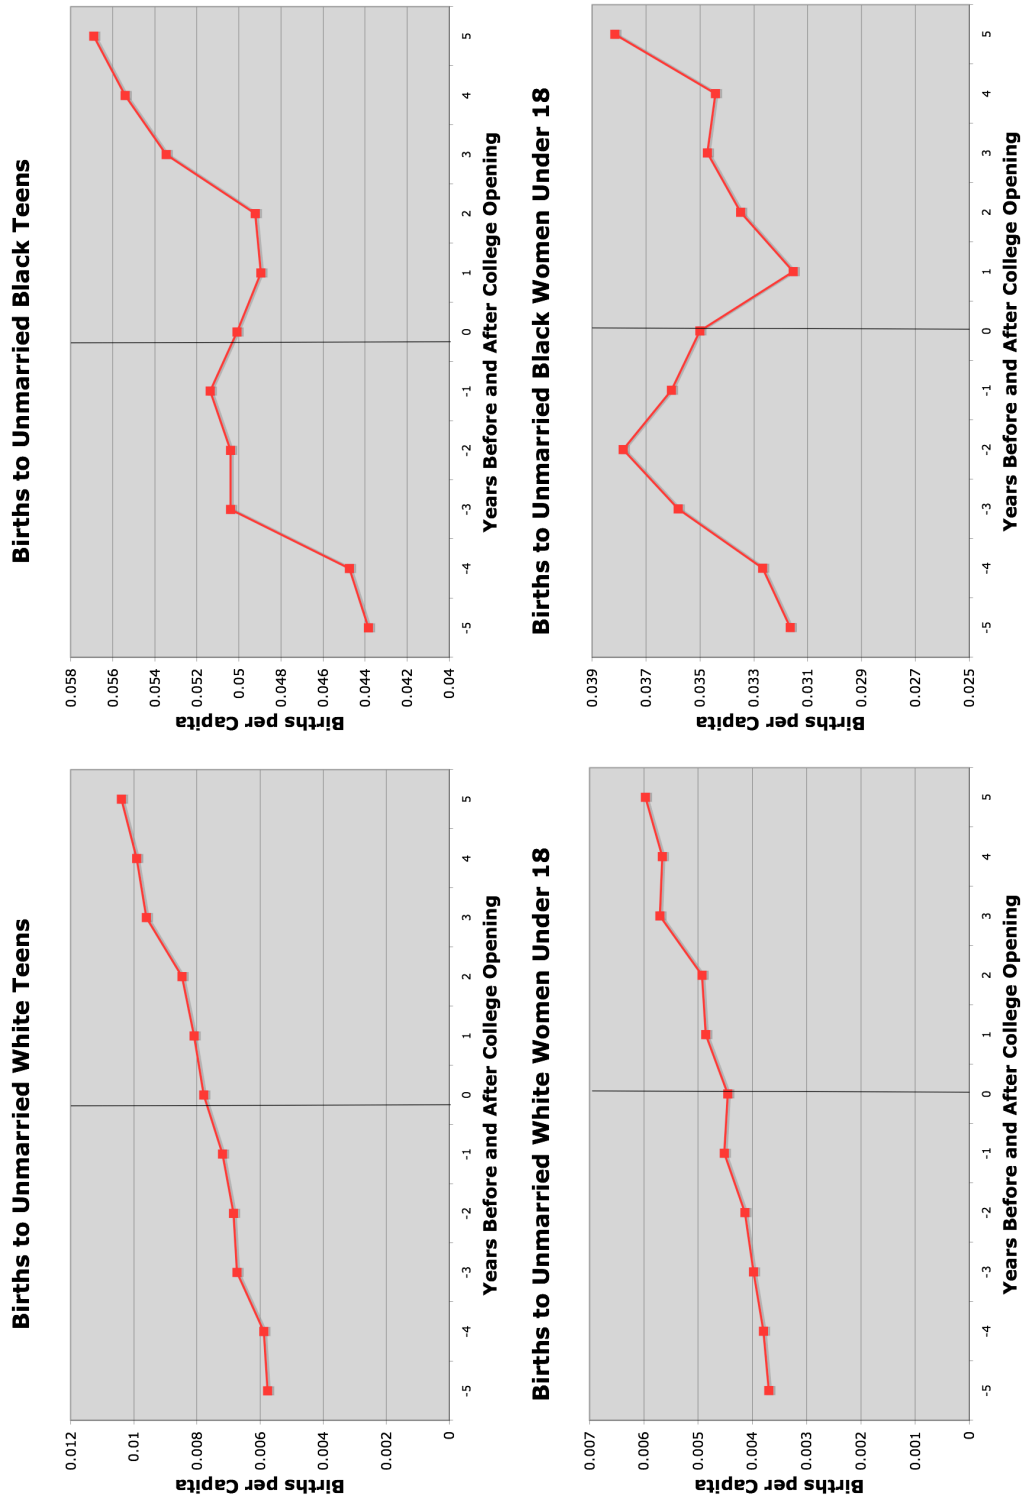 Births to Unmarried White Teens
Births per Capita
0.012
0.01
0.008
0.006
0.004
0.002
0
-5 -4 -3 -2 -1 0 1 2 3 4 5
Years Before and After College Opening
Births to Unmarried Black Teens
Births per Capita
0.058
0.056
0.054
0.052
0.05
0.048
0.046
0.044
0.042
0.04
-5 -4 -3 -2 -1 0 1 2 3 4 5
Years Before and After College Opening
Births to Unmarried White Women Under 18
Births per Capita
0.007
0.006
0.005
0.004
0.003
0.002
0.001
0
-5 -4 -3 -2 -1 0 1 2 3 4 5
Years Before and After College Opening
Births to Unmarried Black Women Under 18
Births per Capita
0.039
0.037
0.035
0.033
0.031
0.029
0.027
0.025
-5 -4 -3 -2 -1 0 1 2 3 4 5
Years Before and After College Opening